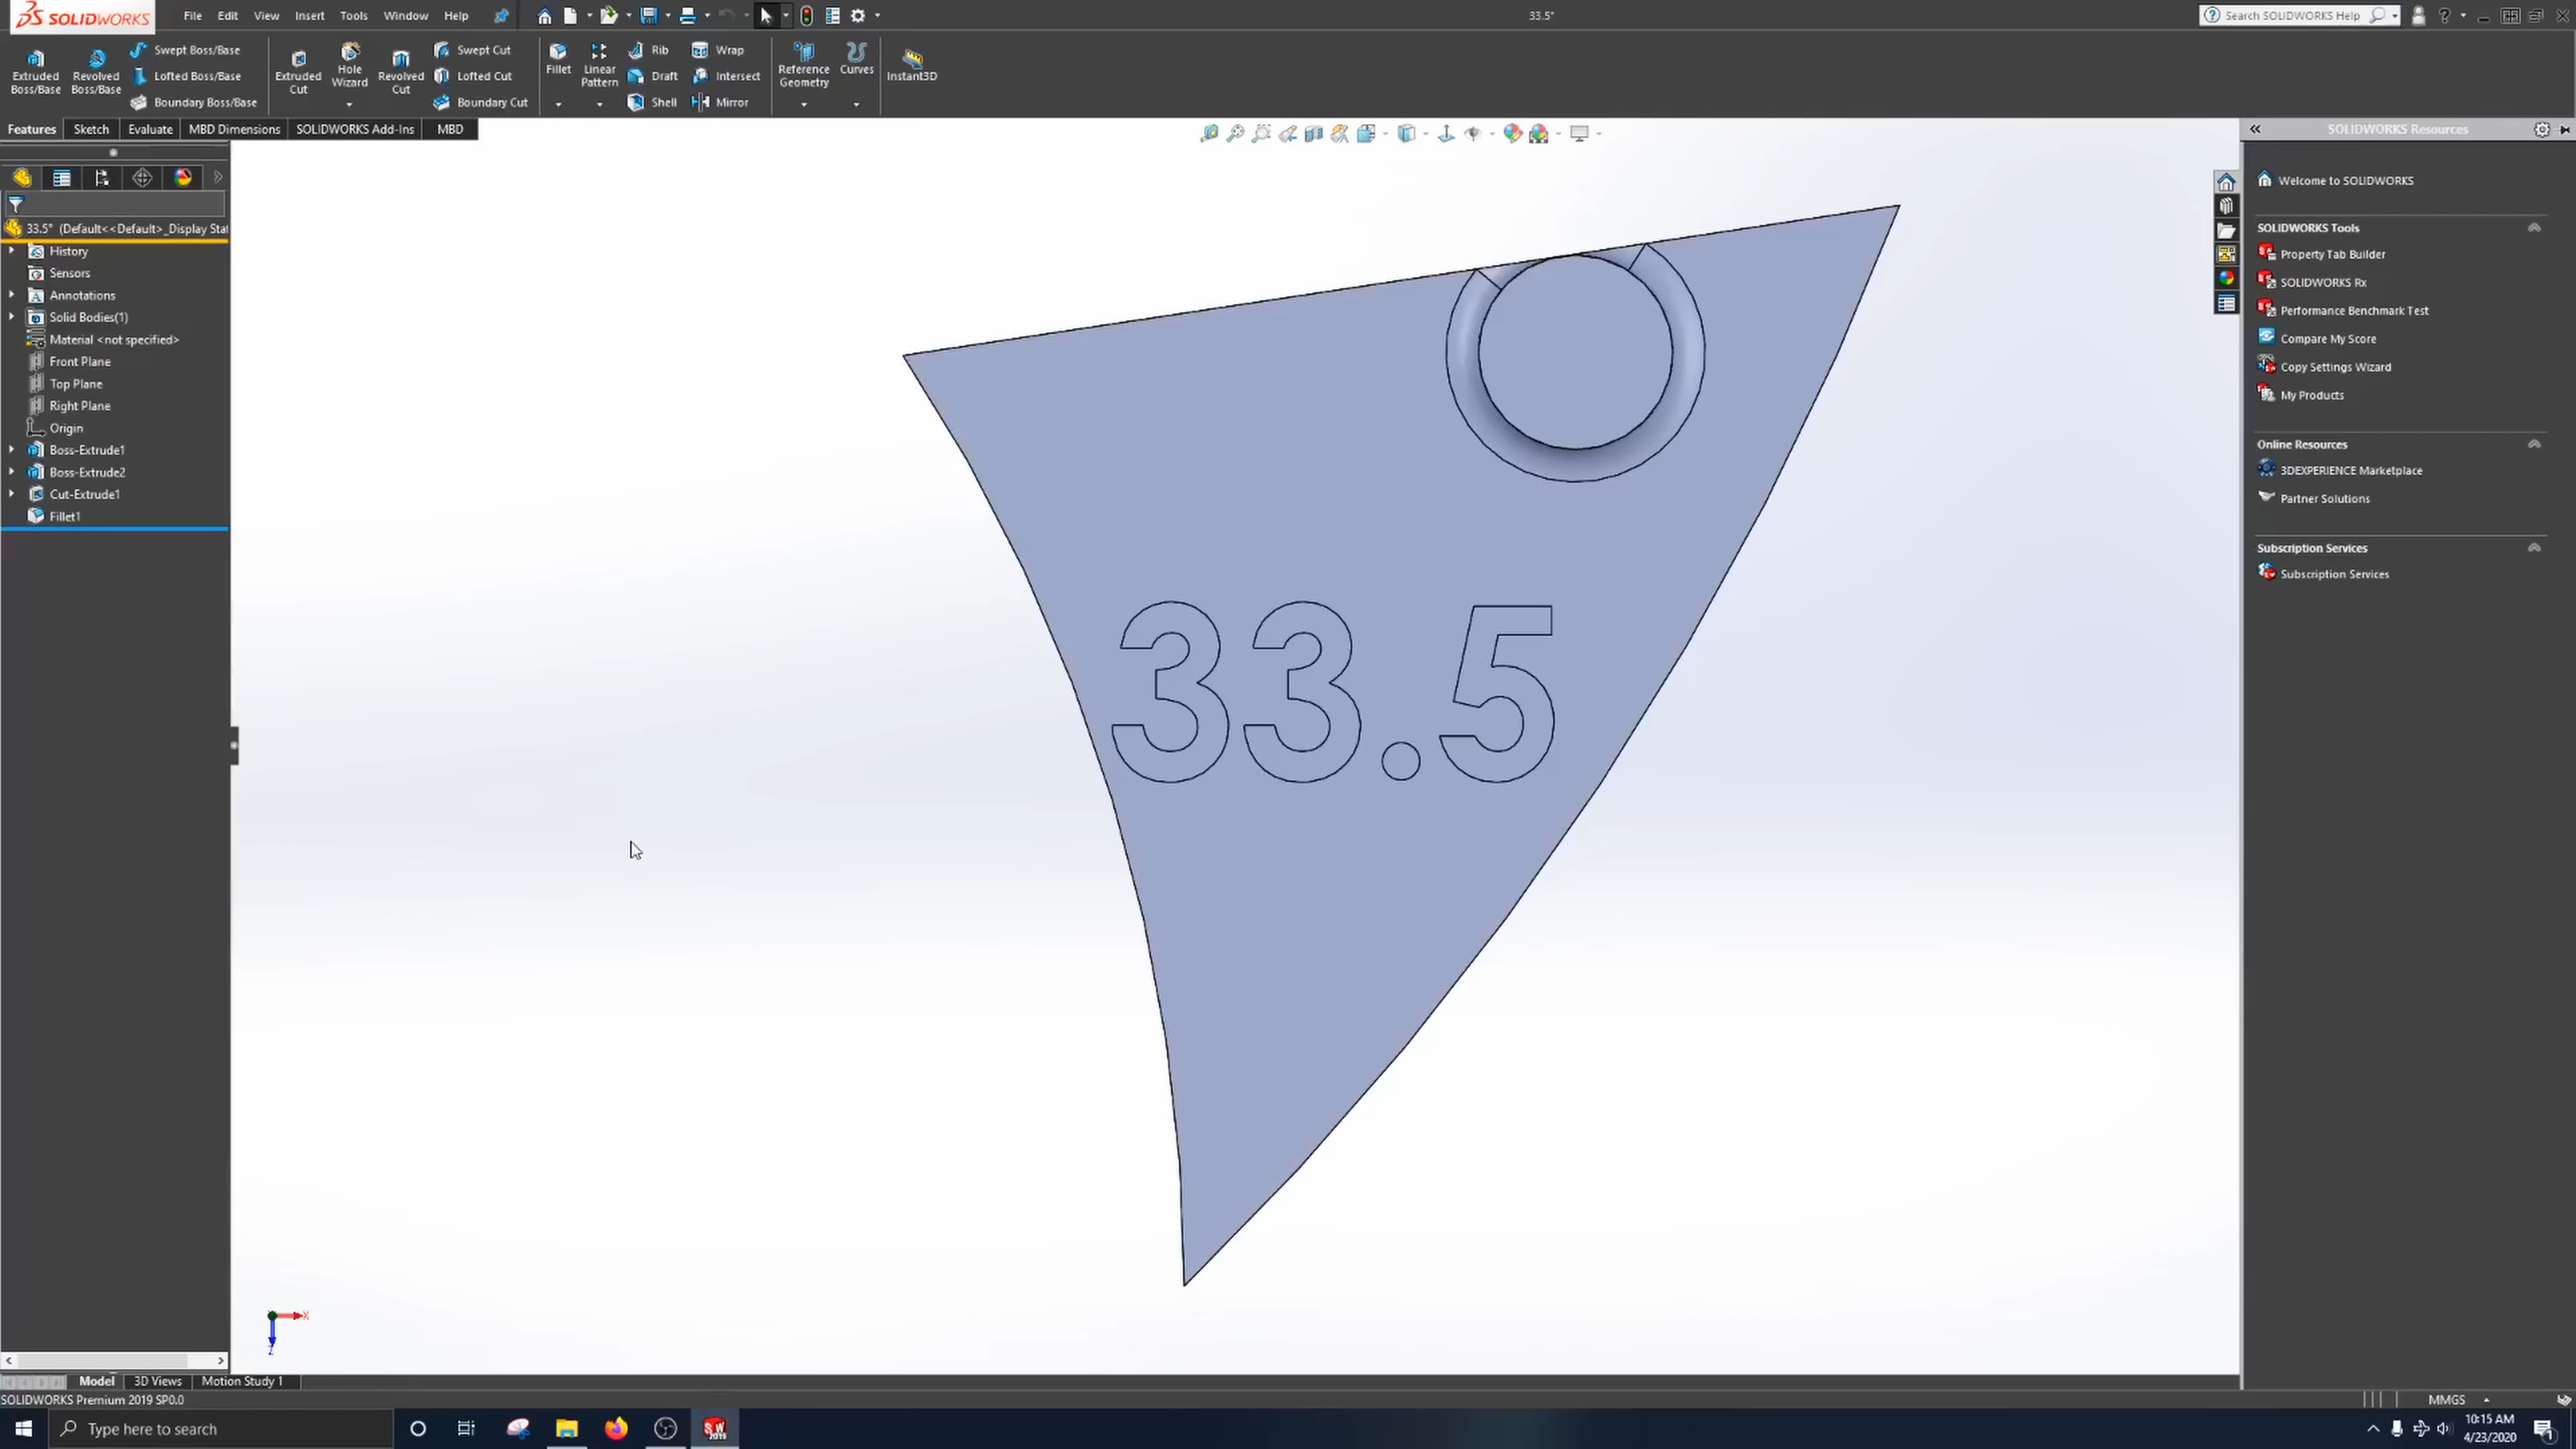 SOLIDWORKS File Edit View Insert Tools Window Help 33.5° Search SOLIDWORKS Help ?
Extruded Boss/Base
Revolved Boss/Base
Swept Boss/Base
Lofted Boss/Base
Boundary Boss/Base
Extruded Cut
Hole Wizard
Revolved Cut
Swept Cut
Lofted Cut
Boundary Cut
Fillet
Linear Pattern
Rib
Draft
Shell
Wrap
Intersect
Mirror
Reference Geometry
Curves
Instant3D
Features Sketch Evaluate MBD Dimensions SOLIDWORKS Add-Ins MBD
33.5° (Default<<Default>_Display Stat
History
Sensors
Annotations
Solid Bodies(1)
Material <not specified>
Front Plane
Top Plane
Right Plane
Origin
Boss-Extrude1
Boss-Extrude2
Cut-Extrude1
Fillet1
33.5
X
Z
SOLIDWORKS Resources
Welcome to SOLIDWORKS
SOLIDWORKS Tools
Property Tab Builder
SOLIDWORKS Rx
Performance Benchmark Test
Compare My Score
Copy Settings Wizard
My Products
Online Resources
3DEXPERIENCE Marketplace
Partner Solutions
Subscription Services
Subscription Services
Model 3D Views Motion Study 1
SOLIDWORKS Premium 2019 SP0.0 MMGS
Type here to search
SW 2019
10:15 AM
4/23/2020
1